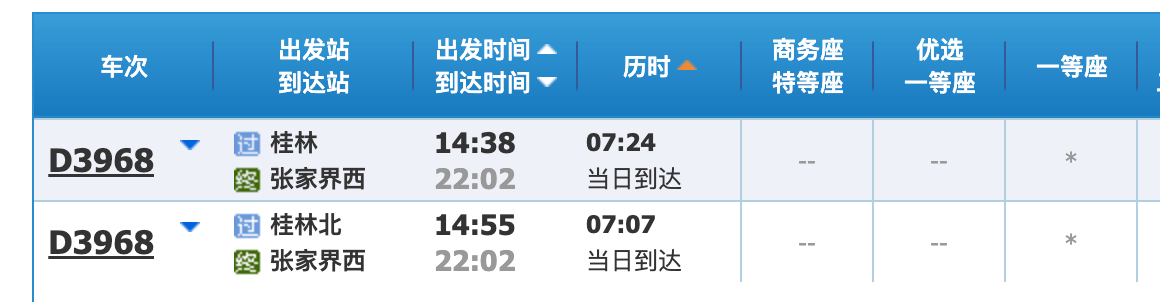 车次
出发站
到达站
出发时间
到达时间
历时
商务座
特等座
优选
一等座
一等座
D3968
过 桂林
终 张家界西
14:38
22:02
07:24
当日到达
--
--
*
D3968
过 桂林北
终 张家界西
14:55
22:02
07:07
当日到达
--
--
*